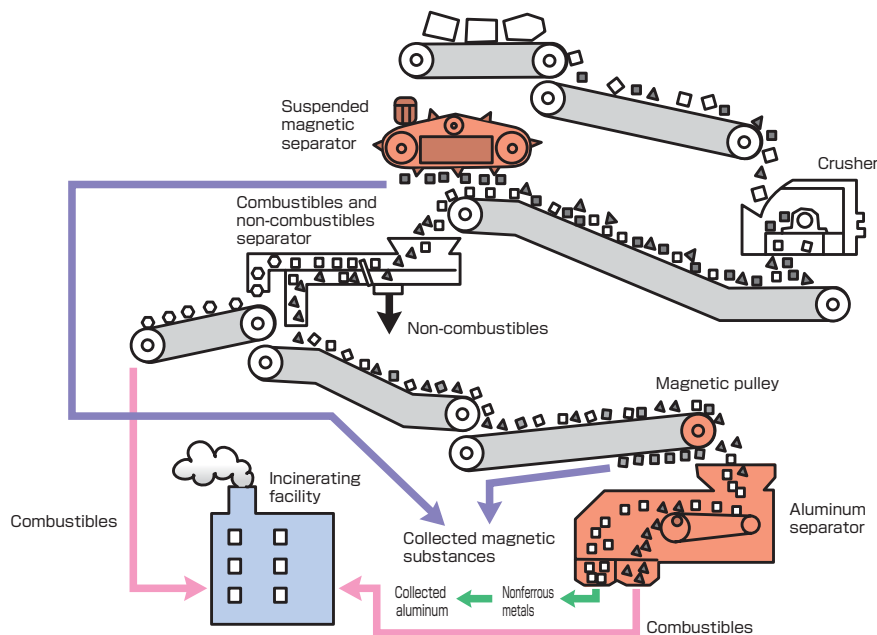 Suspended
magnetic
separator
Crusher
Combustibles and
non-combustibles
separator
Non-combustibles
Magnetic pulley
Incinerating
facility
Combustibles
Aluminum
separator
Collected magnetic
substances
Collected
aluminum
Nonferrous
metals
Combustibles